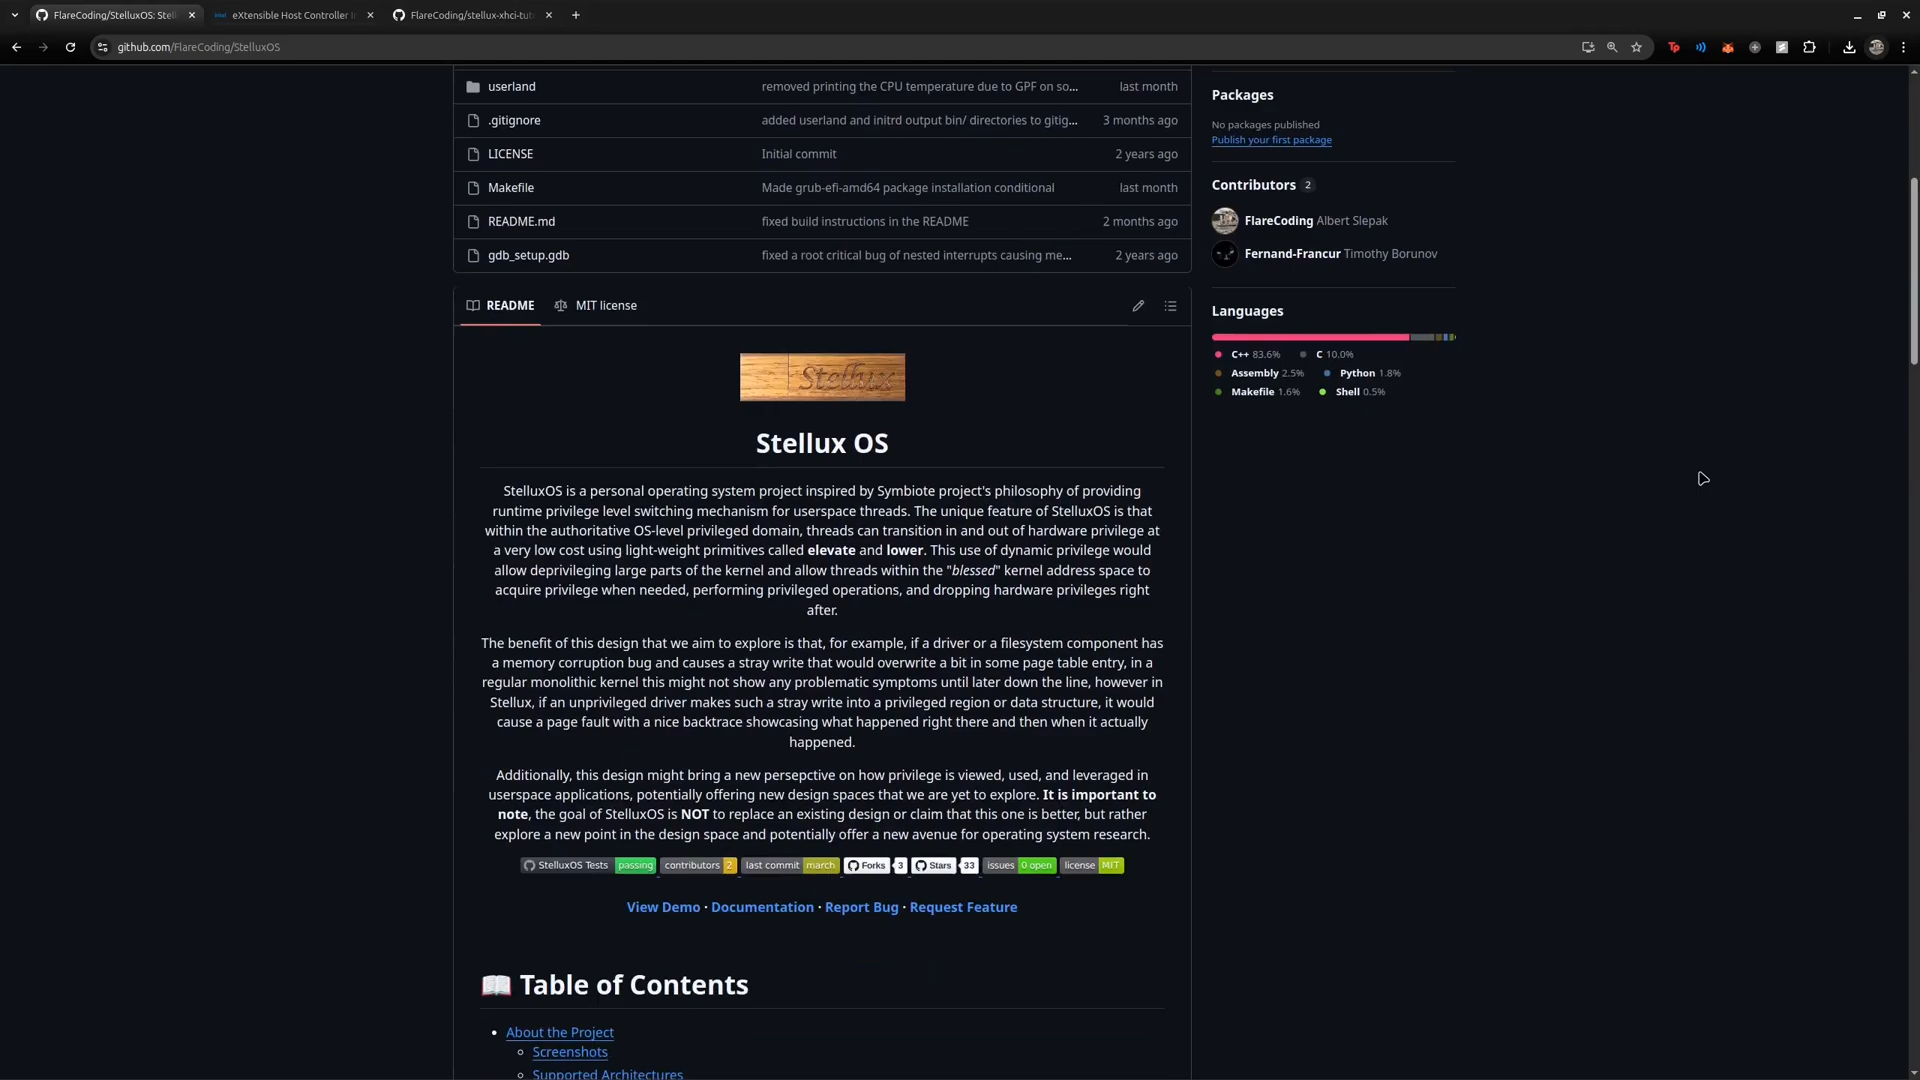 FlareCoding/StelluxOS: Stell
eXtensible Host Controller I
FlareCoding/stellux-xhci-tut
github.com/FlareCoding/StelluxOS
userland
removed printing the CPU temperature due to GPF on so...
last month
.gitignore
added userland and initrd output bin/ directories to gitig...
3 months ago
LICENSE
Initial commit
2 years ago
Makefile
Made grub-efi-amd64 package installation conditional
last month
README.md
fixed build instructions in the README
2 months ago
gdb_setup.gdb
fixed a root critical bug of nested interrupts causing me...
2 years ago
README
MIT license
Stellux
Stellux OS
StelluxOS is a personal operating system project inspired by Symbiote project's philosophy of providing
runtime privilege level switching mechanism for userspace threads. The unique feature of StelluxOS is that
within the authoritative OS-level privileged domain, threads can transition in and out of hardware privilege at
a very low cost using light-weight primitives called elevate and lower. This use of dynamic privilege would
allow deprivileging large parts of the kernel and allow threads within the "blessed" kernel address space to
acquire privilege when needed, performing privileged operations, and dropping hardware privileges right
after.
The benefit of this design that we aim to explore is that, for example, if a driver or a filesystem component has
a memory corruption bug and causes a stray write that would overwrite a bit in some page table entry, in a
regular monolithic kernel this might not show any problematic symptoms until later down the line, however in
Stellux, if an unprivileged driver makes such a stray write into a privileged region or data structure, it would
cause a page fault with a nice backtrace showcasing what happened right there and then when it actually
happened.
Additionally, this design might bring a new persepctive on how privilege is viewed, used, and leveraged in
userspace applications, potentially offering new design spaces that we are yet to explore. It is important to
note, the goal of StelluxOS is NOT to replace an existing design or claim that this one is better, but rather
explore a new point in the design space and potentially offer a new avenue for operating system research.
StelluxOS Tests passing contributors 2 last commit march Forks 3 Stars 33 issues 0 open license MIT
View Demo · Documentation · Report Bug · Request Feature
📖 Table of Contents
• About the Project
○ Screenshots
○ Supported Architectures
Packages
No packages published
Publish your first package
Contributors 2
FlareCoding Albert Slepak
Fernand-Francur Timothy Borunov
Languages
C++ 83.6% C 10.0%
Assembly 2.5% Python 1.8%
Makefile 1.6% Shell 0.5%